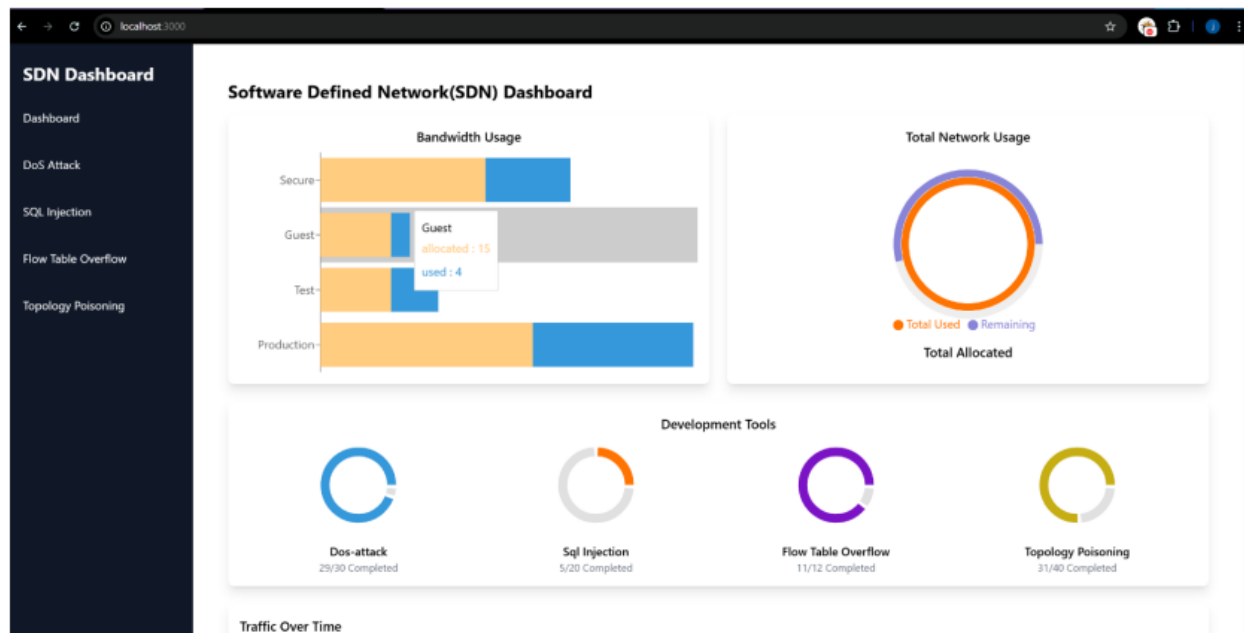 localhost:3000
SDN Dashboard
Dashboard
DoS Attack
SQL Injection
Flow Table Overflow
Topology Poisoning
Software Defined Network(SDN) Dashboard
Bandwidth Usage
Secure
Guest
Test
Production
Guest
allocated : 15
used : 4
Total Network Usage
Total Used
Remaining
Total Allocated
Development Tools
Dos-attack
29/30 Completed
Sql Injection
5/20 Completed
Flow Table Overflow
11/12 Completed
Topology Poisoning
31/40 Completed
Traffic Over Time